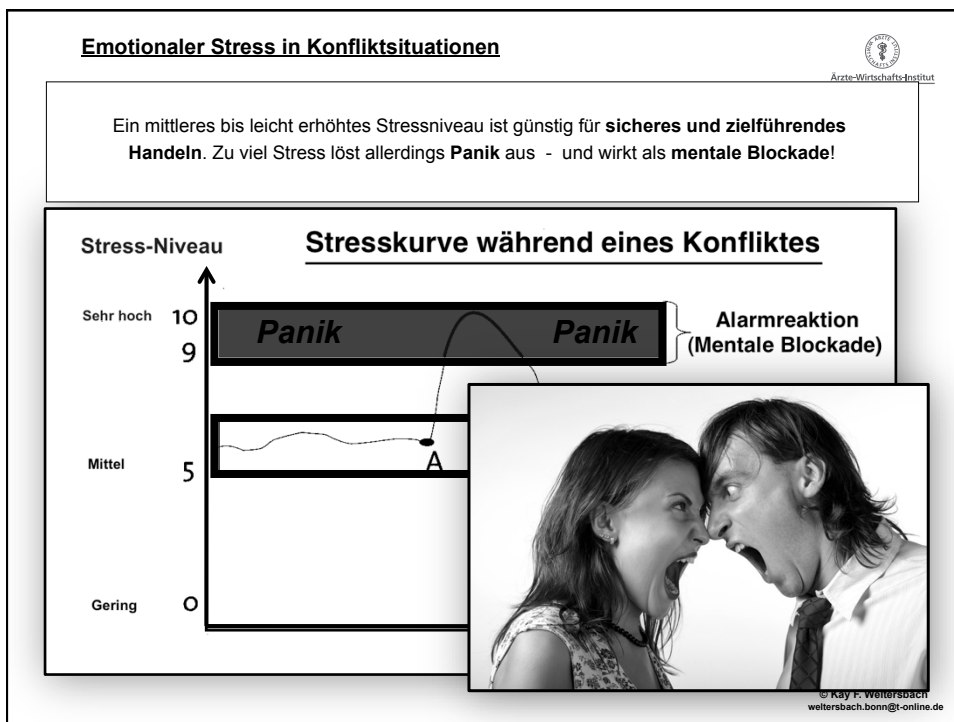 Emotionaler Stress in Konfliktsituationen
Ärzte-Wirtschafts-Institut
Ein mittleres bis leicht erhöhtes Stressniveau ist günstig für sicheres und zielführendes
Handeln. Zu viel Stress löst allerdings Panik aus - und wirkt als mentale Blockade!
Stress-Niveau
Stresskurve während eines Konfliktes
Sehr hoch 10
Panik Panik
Alarmreaktion
9
(Mentale Blockade)
A
Mittel 5
Gering 0
© Kay F. Weltersbach
weltersbach.bonn@t-online.de